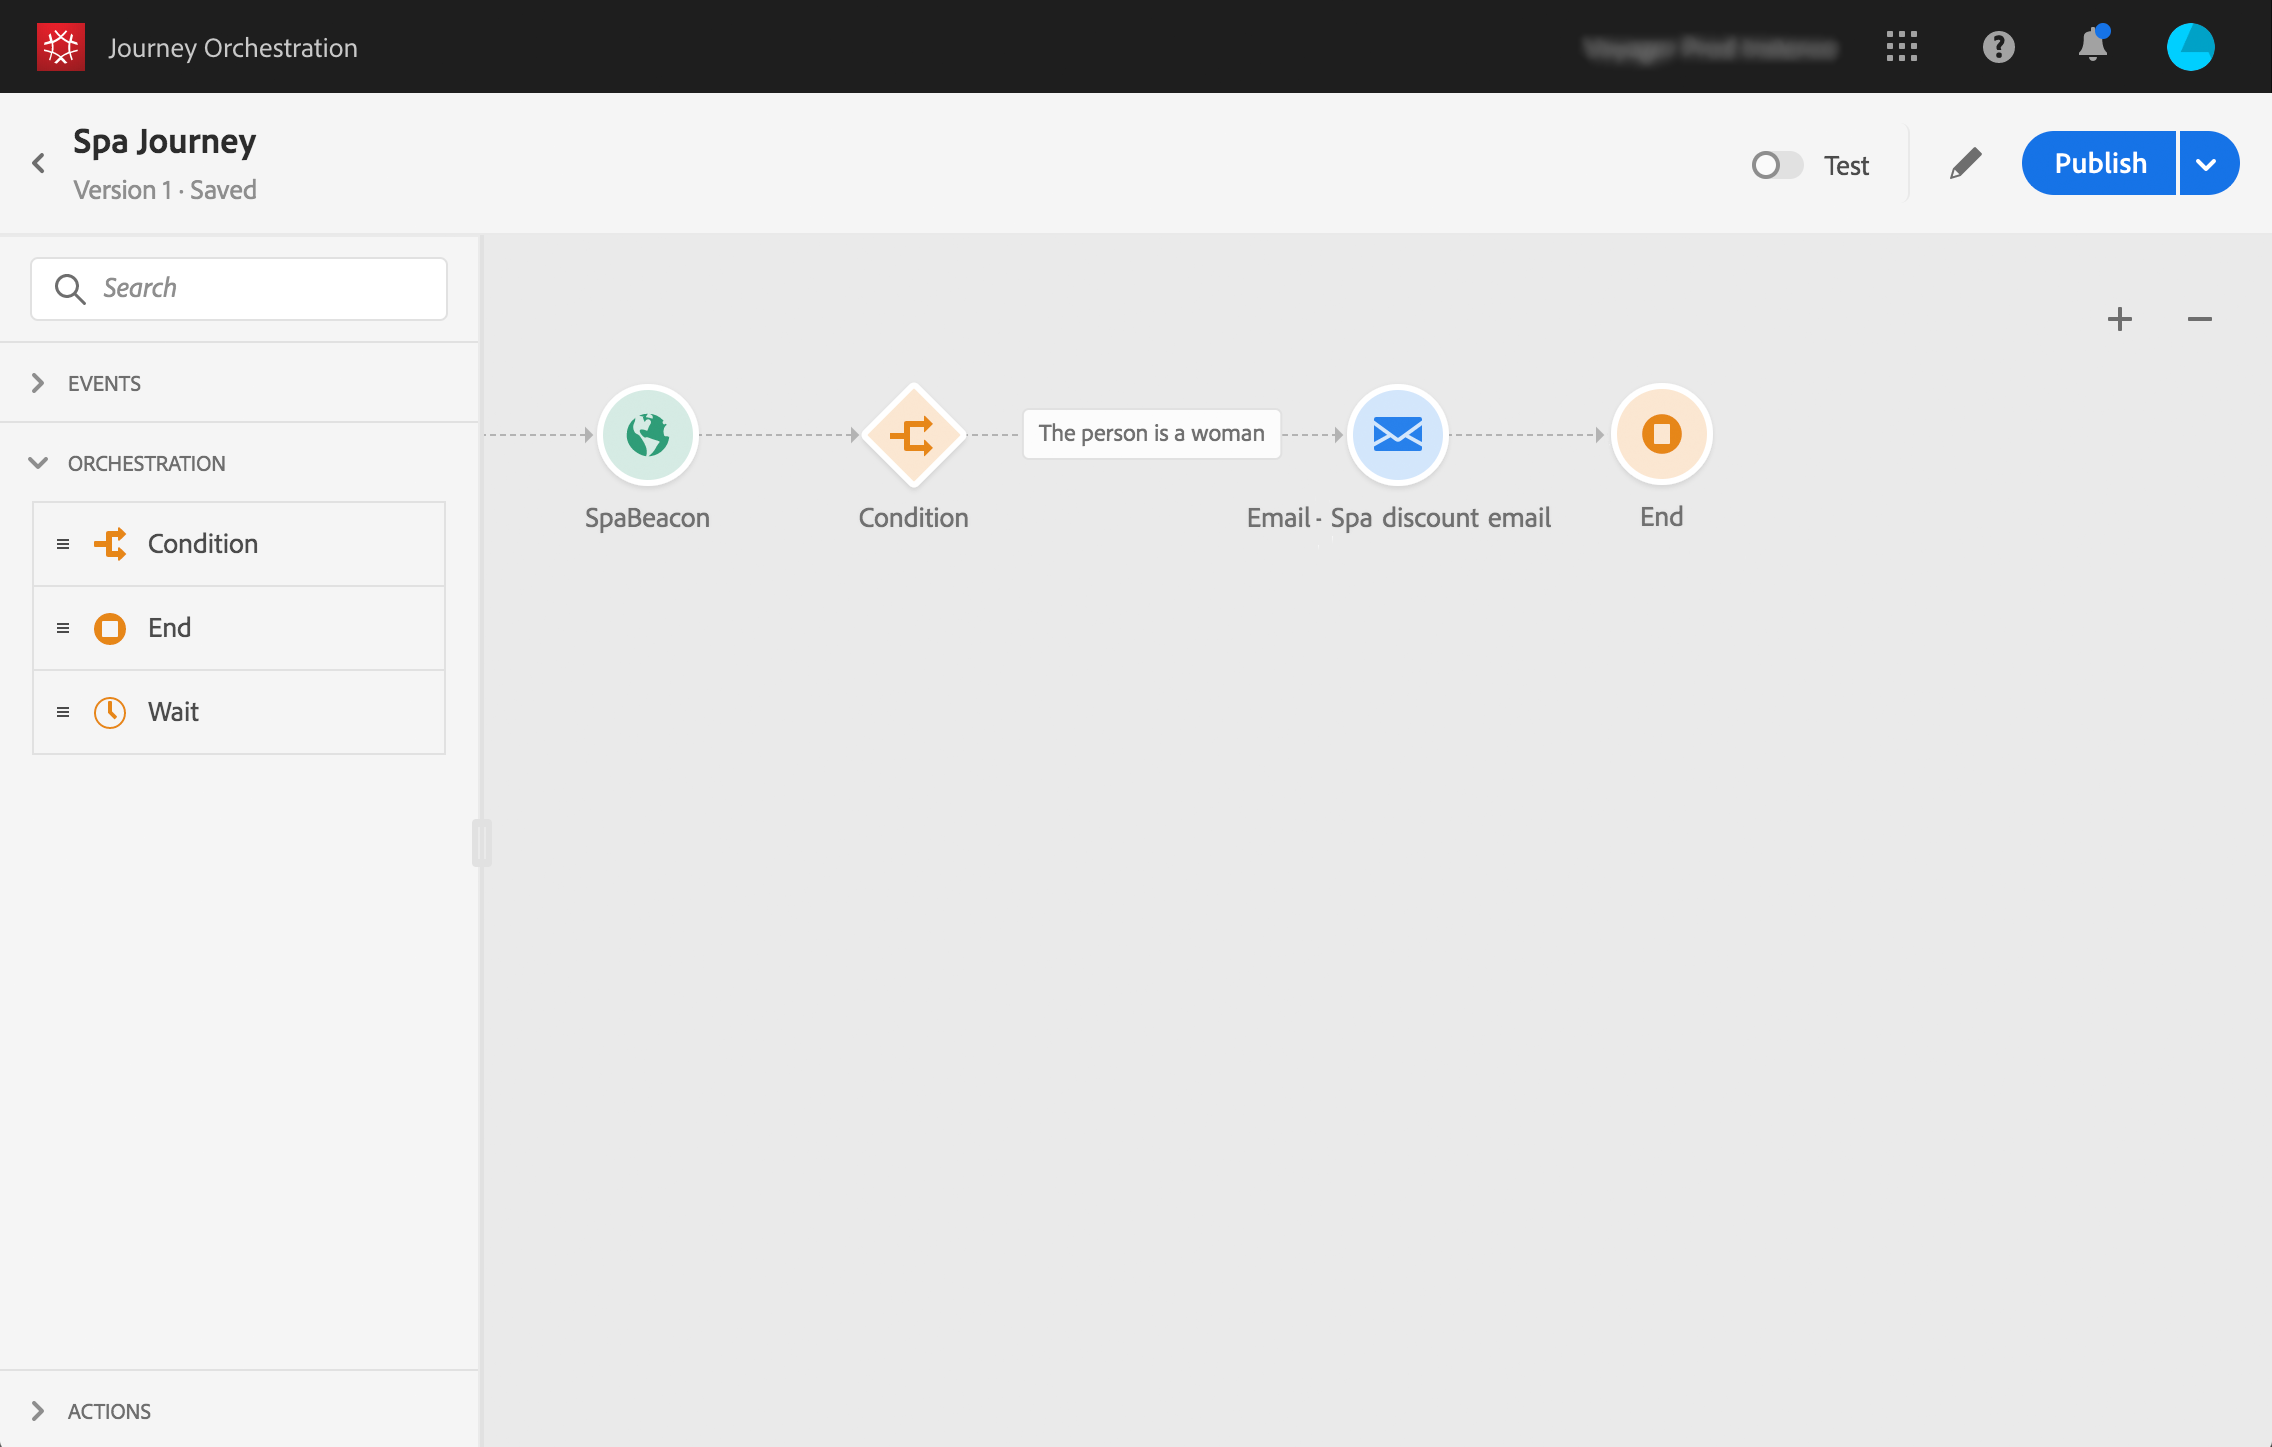 Journey Orchestration
Spa Journey
Version 1 · Saved
Test
Publish
Search
EVENTS
ORCHESTRATION
Condition
End
Wait
ACTIONS
The person is a woman
SpaBeacon
Condition
Email - Spa discount email
End